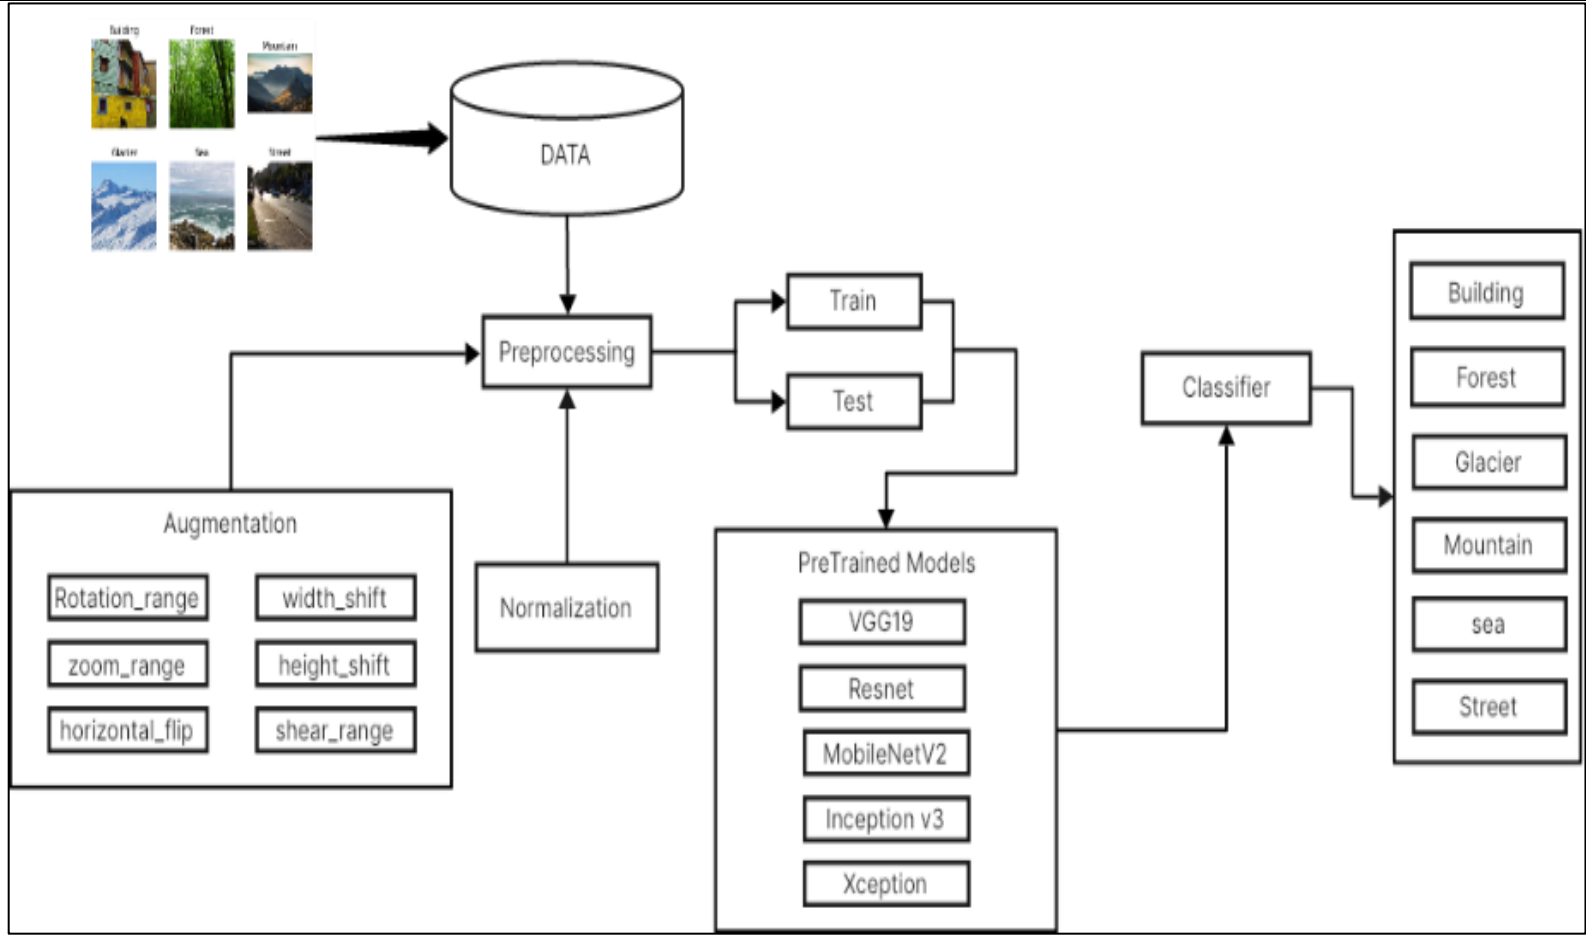 Building
Forest
Mountain
Glacier
Sea
Street
DATA
Preprocessing
Train
Test
Augmentation
Rotation_range
width_shift
zoom_range
height_shift
horizontal_flip
shear_range
Normalization
PreTrained Models
VGG19
Resnet
MobileNetV2
Inception v3
Xception
Classifier
Building
Forest
Glacier
Mountain
sea
Street